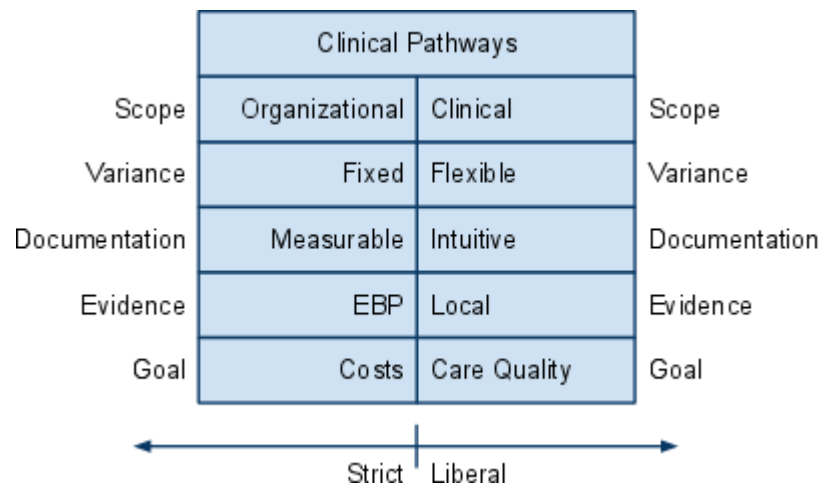 Clinical Pathways
Scope Organizational Clinical Scope
Variance Fixed Flexible Variance
Documentation Measurable Intuitive Documentation
Evidence EBP Local Evidence
Goal Costs Care Quality Goal
Strict Liberal